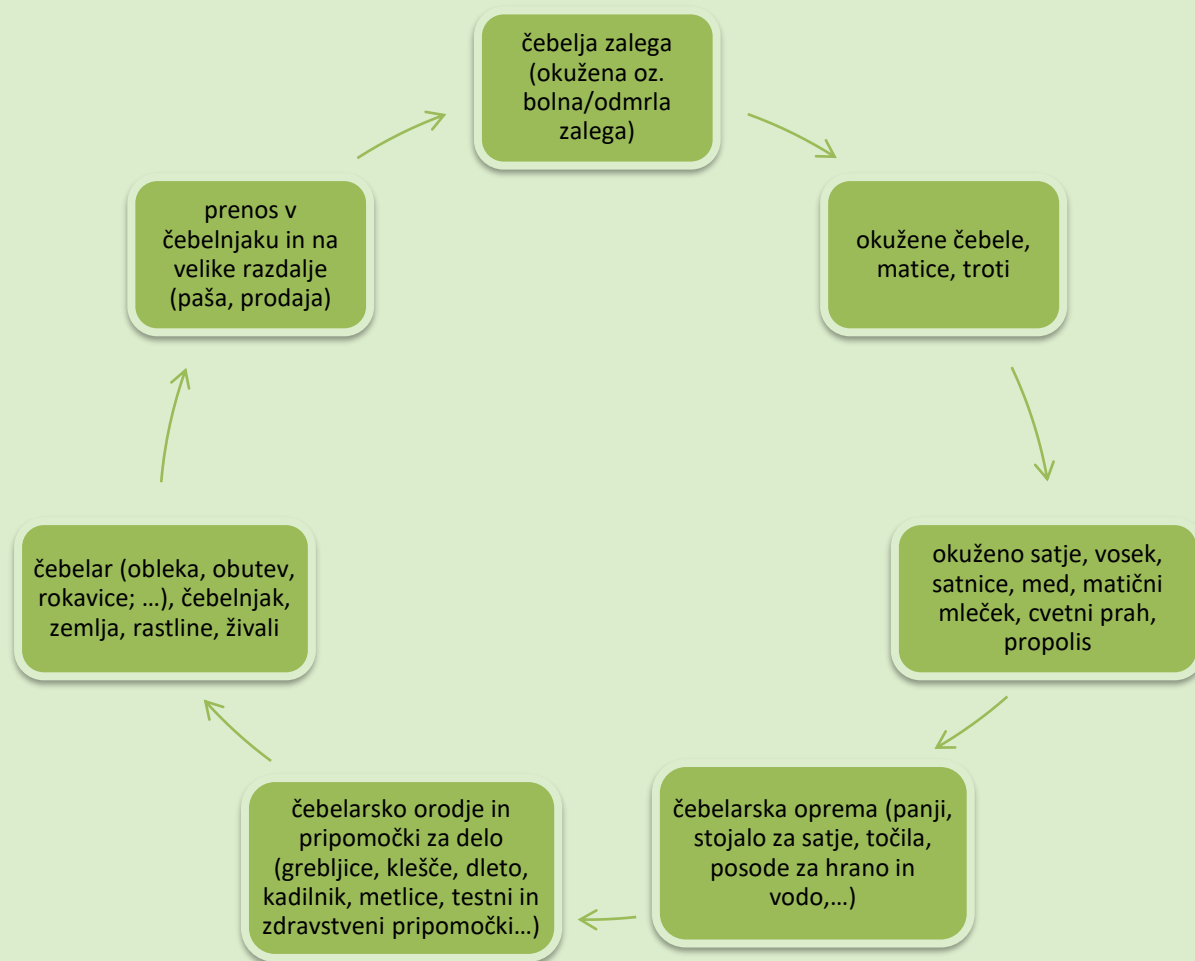 čebelja zalega
(okužena oz.
bolna/odmrla
zalega)
okužene čebele,
matice, troti
okuženo satje, vosek,
satnice, med, matični
mleček, cvetni prah,
propolis
čebelarska oprema (panji,
stojalo za satje, točila,
posode za hrano in
vodo,…)
čebelarsko orodje in
pripomočki za delo
(grebljice, klešče, dleto,
kadilnik, metlice, testni in
zdravstveni pripomočki…)
čebelar (obleka, obutev,
rokavice; …), čebelnjak,
zemlja, rastline, živali
prenos v
čebelnjaku in na
velike razdalje
(paša, prodaja)